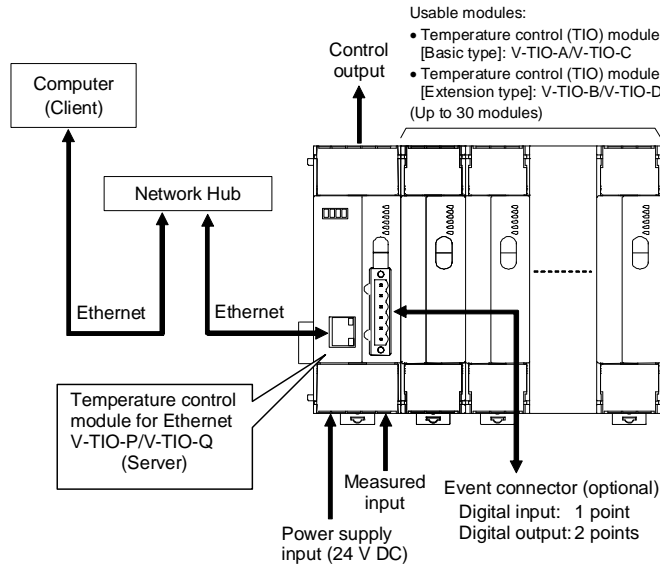 Usable modules:
• Temperature control (TIO) module
[Basic type]: V-TIO-A/V-TIO-C
• Temperature control (TIO) module
[Extension type]: V-TIO-B/V-TIO-D
(Up to 30 modules)
Control
output
Computer
(Client)
Network Hub
Ethernet
Ethernet
Temperature control
module for Ethernet
V-TIO-P/V-TIO-Q
(Server)
Measured
input
Power supply
input (24 V DC)
Event connector (optional)
Digital input: 1 point
Digital output: 2 points